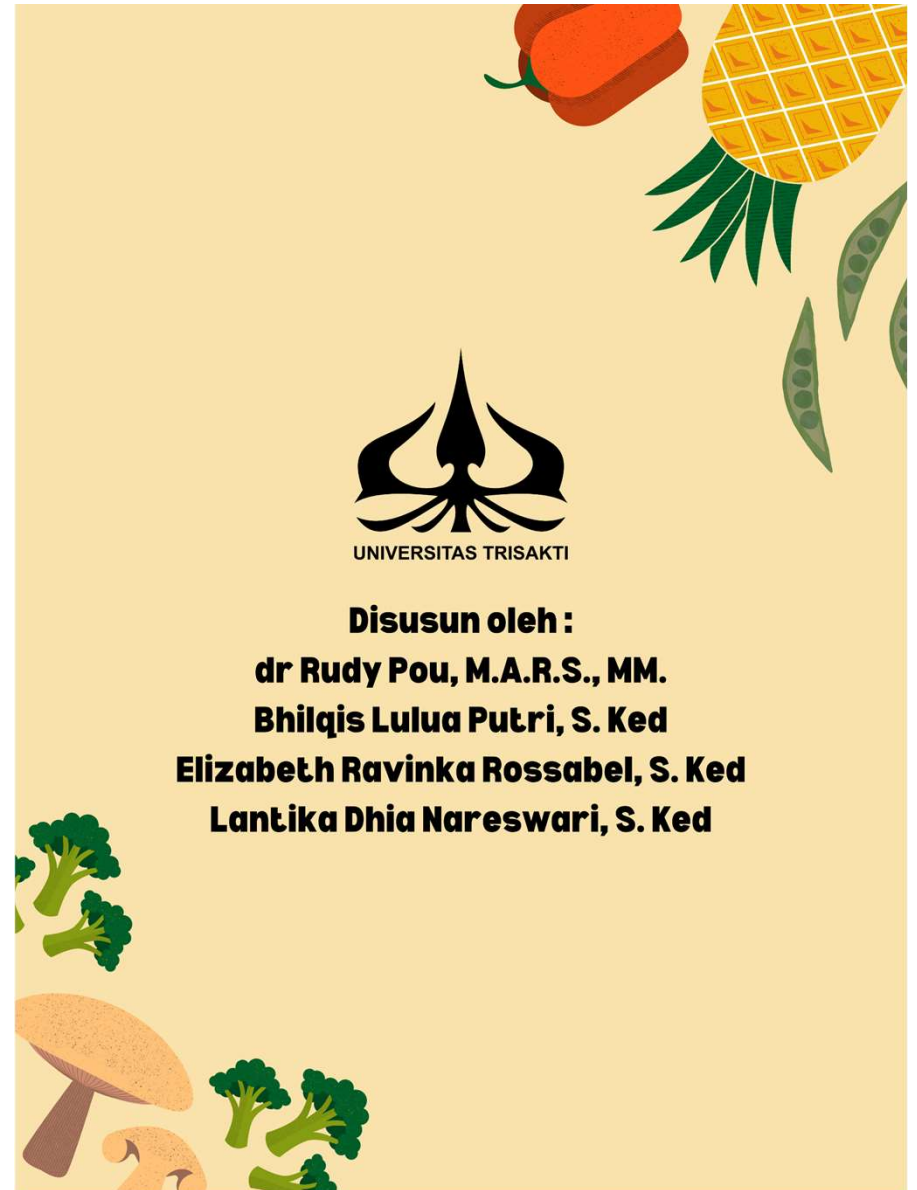 UNIVERSITAS TRISAKTI
Disusun oleh :
dr Rudy Pou, M.A.R.S., MM.
Bhilqis Lulua Putri, S. Ked
Elizabeth Ravinka Rossabel, S. Ked
Lantika Dhia Nareswari, S. Ked